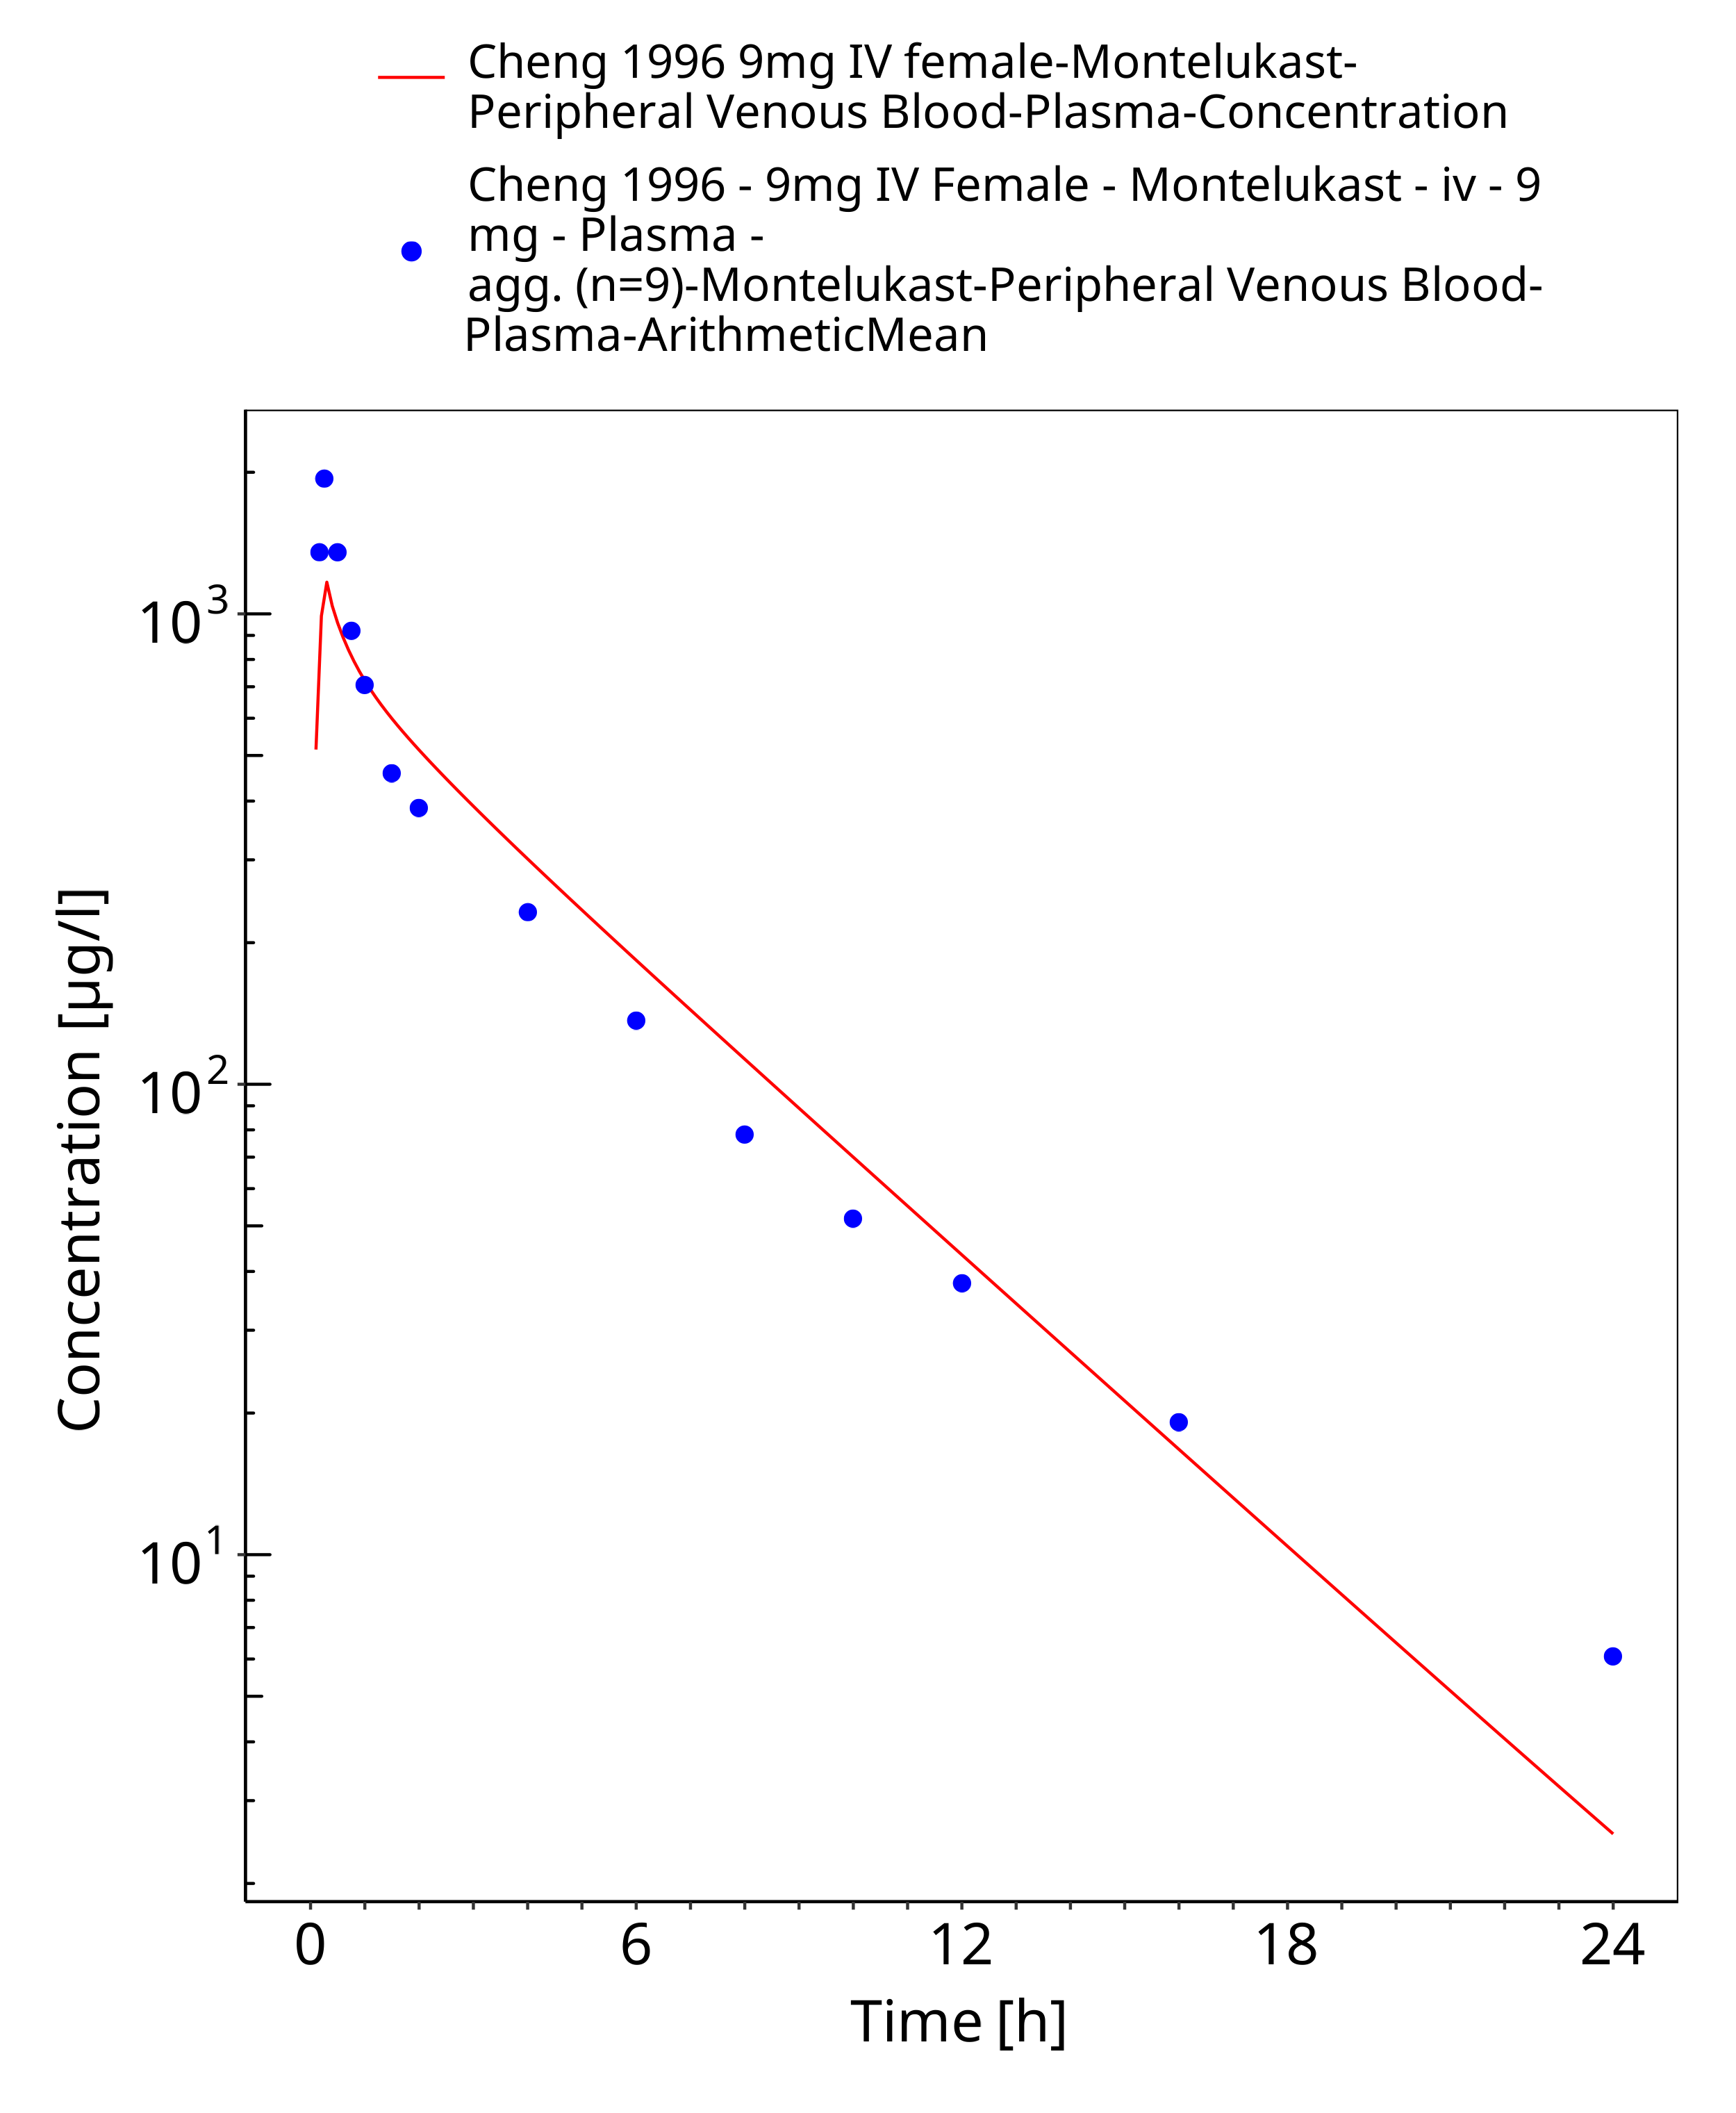 Cheng 1996 9mg IV female-Montelukast-
Peripheral Venous Blood-Plasma-Concentration
Cheng 1996 - 9mg IV Female - Montelukast - iv - 9
mg - Plasma -
agg. (n=9)-Montelukast-Peripheral Venous Blood-
Plasma-ArithmeticMean
10³
10²
10¹
Concentration [µg/l]
0 6 12 18 24
Time [h]